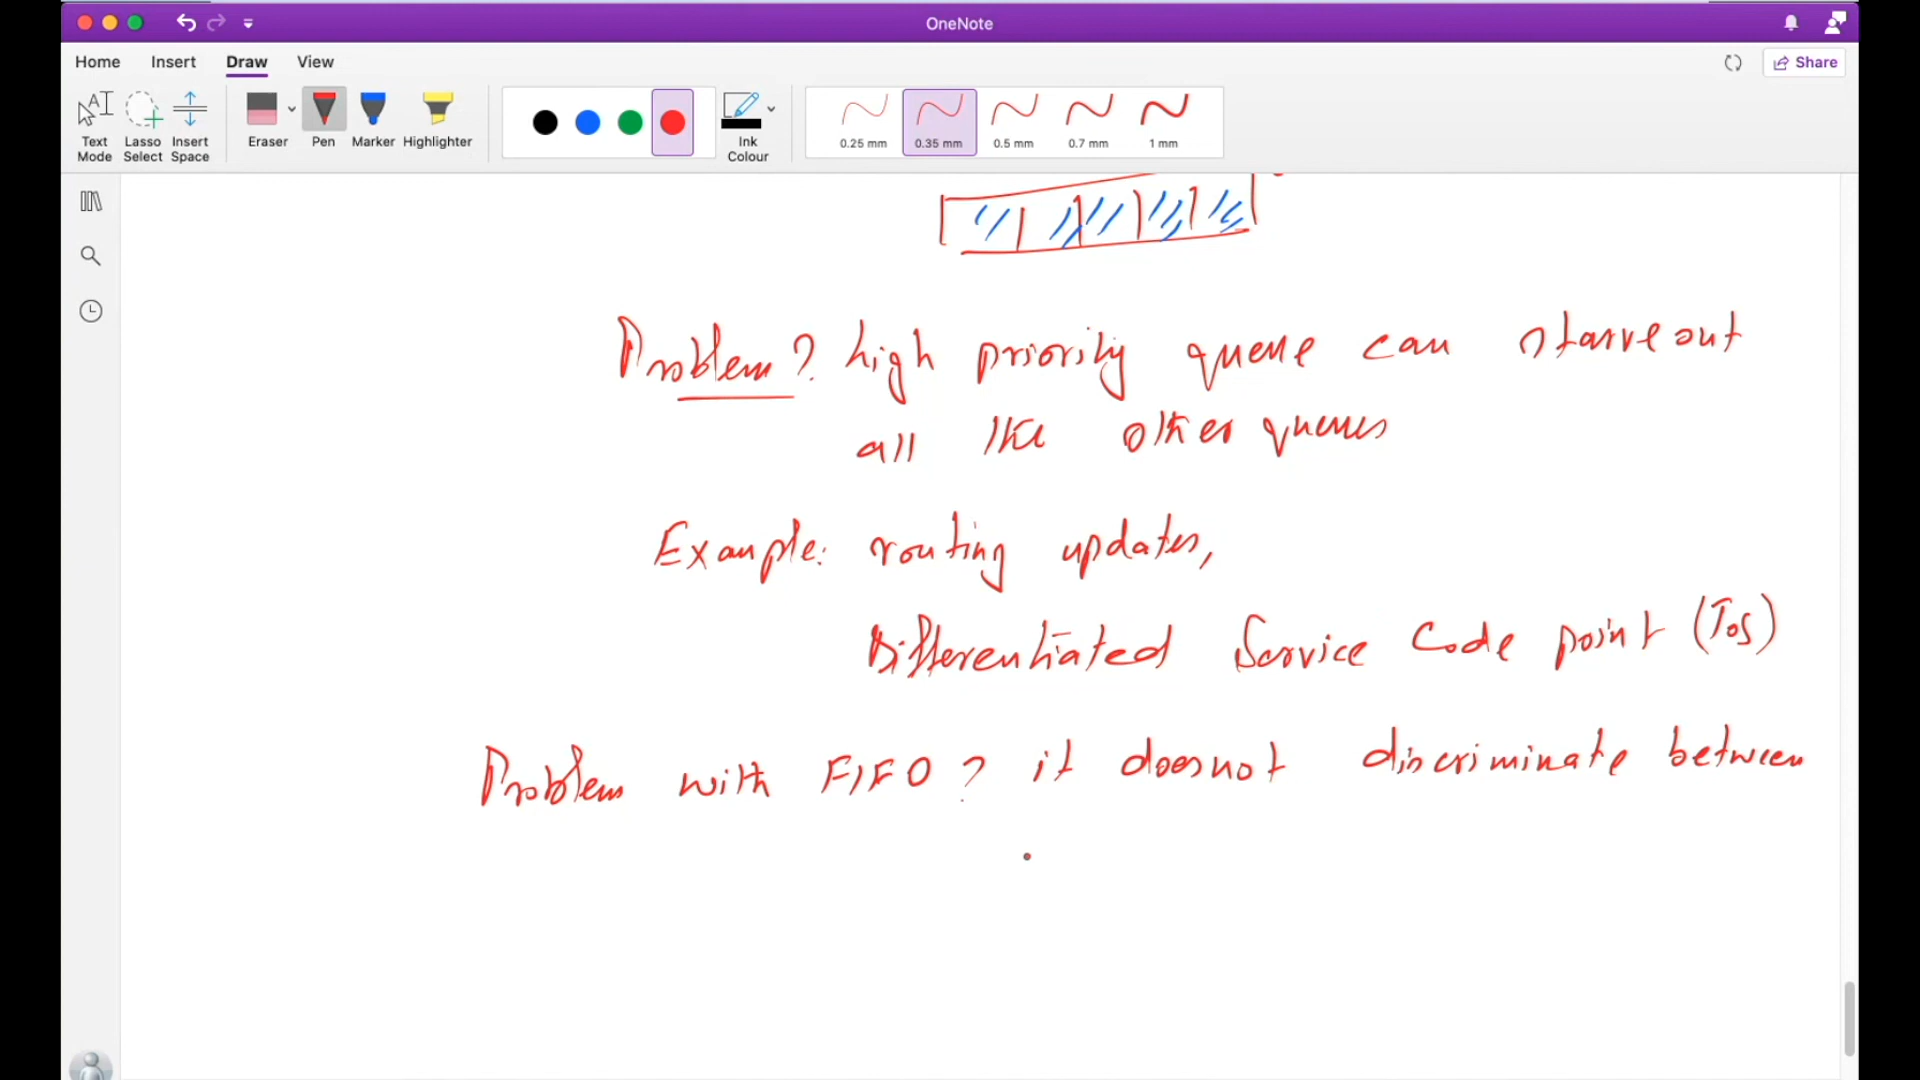 OneNote
Home Insert Draw View Share
Text Mode Lasso Select Insert Space Eraser Pen Marker Highlighter Ink Colour 0.25 mm 0.35 mm 0.5 mm 0.7 mm 1 mm
Problem? high priority queue can starve out
all the other queues
Example: routing updates,
Differentiated Service Code point (ToS)
Problem with FIFO? it does not discriminate between